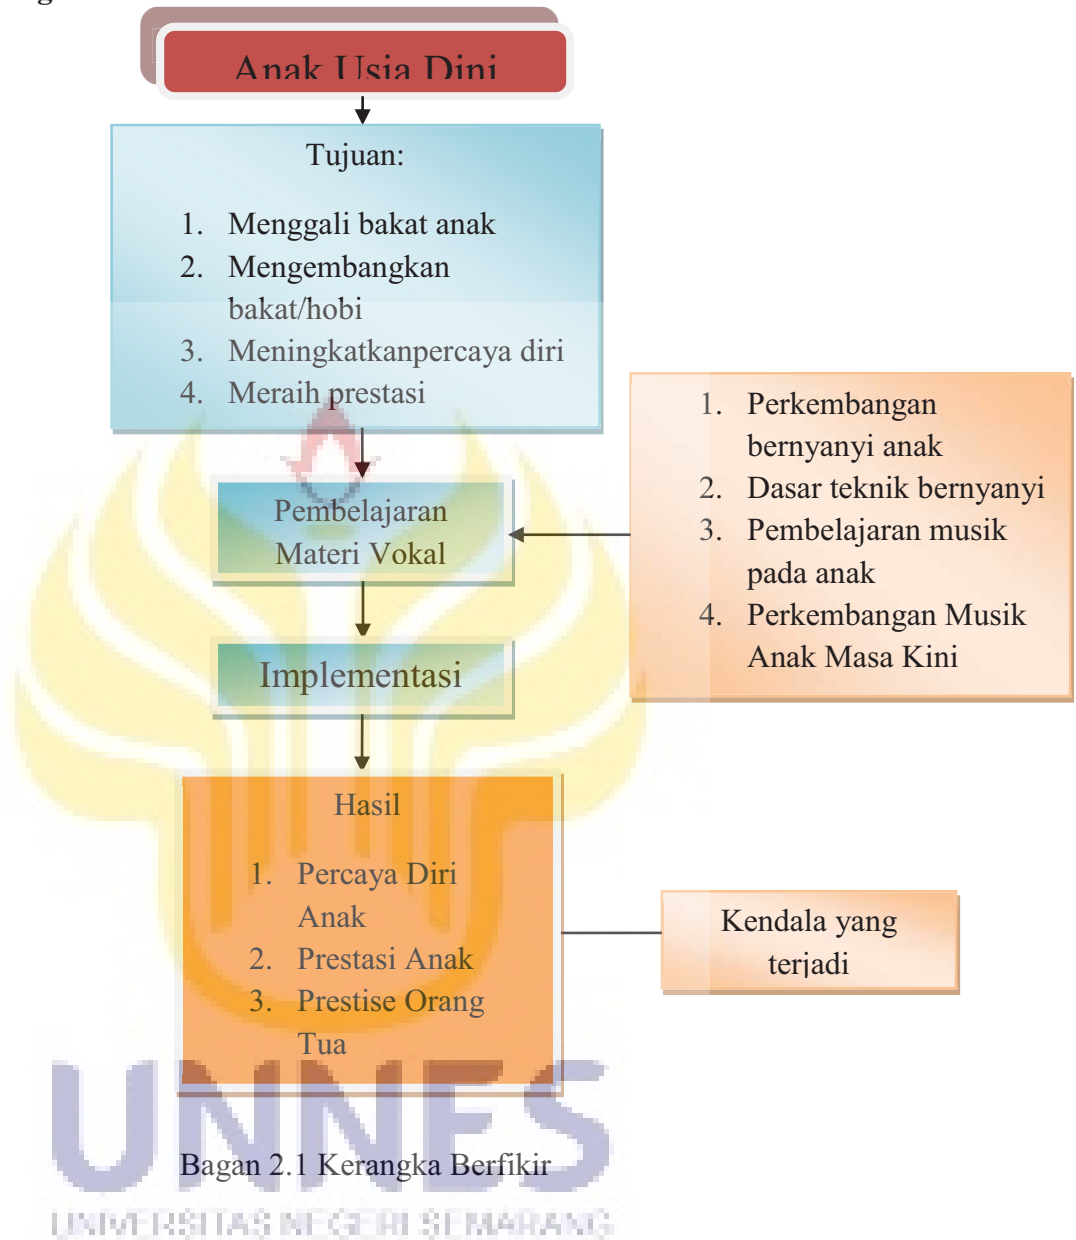 g
Anak Usia Dini
Tujuan:
1. Menggali bakat anak
2. Mengembangkan
bakat/hobi
3. Meningkatkanpercaya diri
4. Meraih prestasi
1. Perkembangan
bernyanyi anak
2. Dasar teknik bernyanyi
3. Pembelajaran musik
pada anak
4. Perkembangan Musik
Anak Masa Kini
Pembelajaran
Materi Vokal
Implementasi
Hasil
1. Percaya Diri
Anak
2. Prestasi Anak
3. Prestise Orang
Tua
Kendala yang
terjadi
UNNES
Bagan 2.1 Kerangka Berfikir
UNIVERSITAS NEGERI SEMARANG